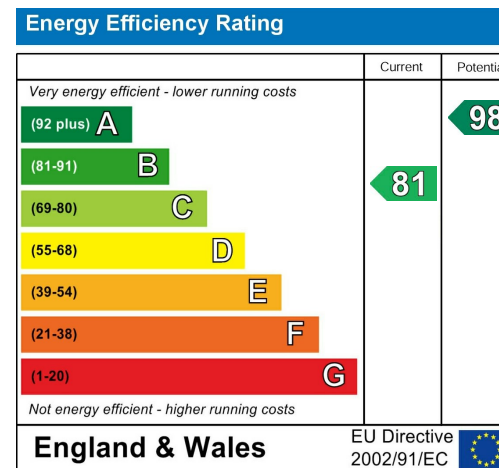 Energy Efficiency Rating
Current Potentia
Very energy efficient - lower running costs
(92 plus) A
98
(81-91) B
81
(69-80) C
(55-68) D
(39-54) E
(21-38) F
(1-20) G
Not energy efficient - higher running costs
England & Wales
EU Directive
2002/91/EC